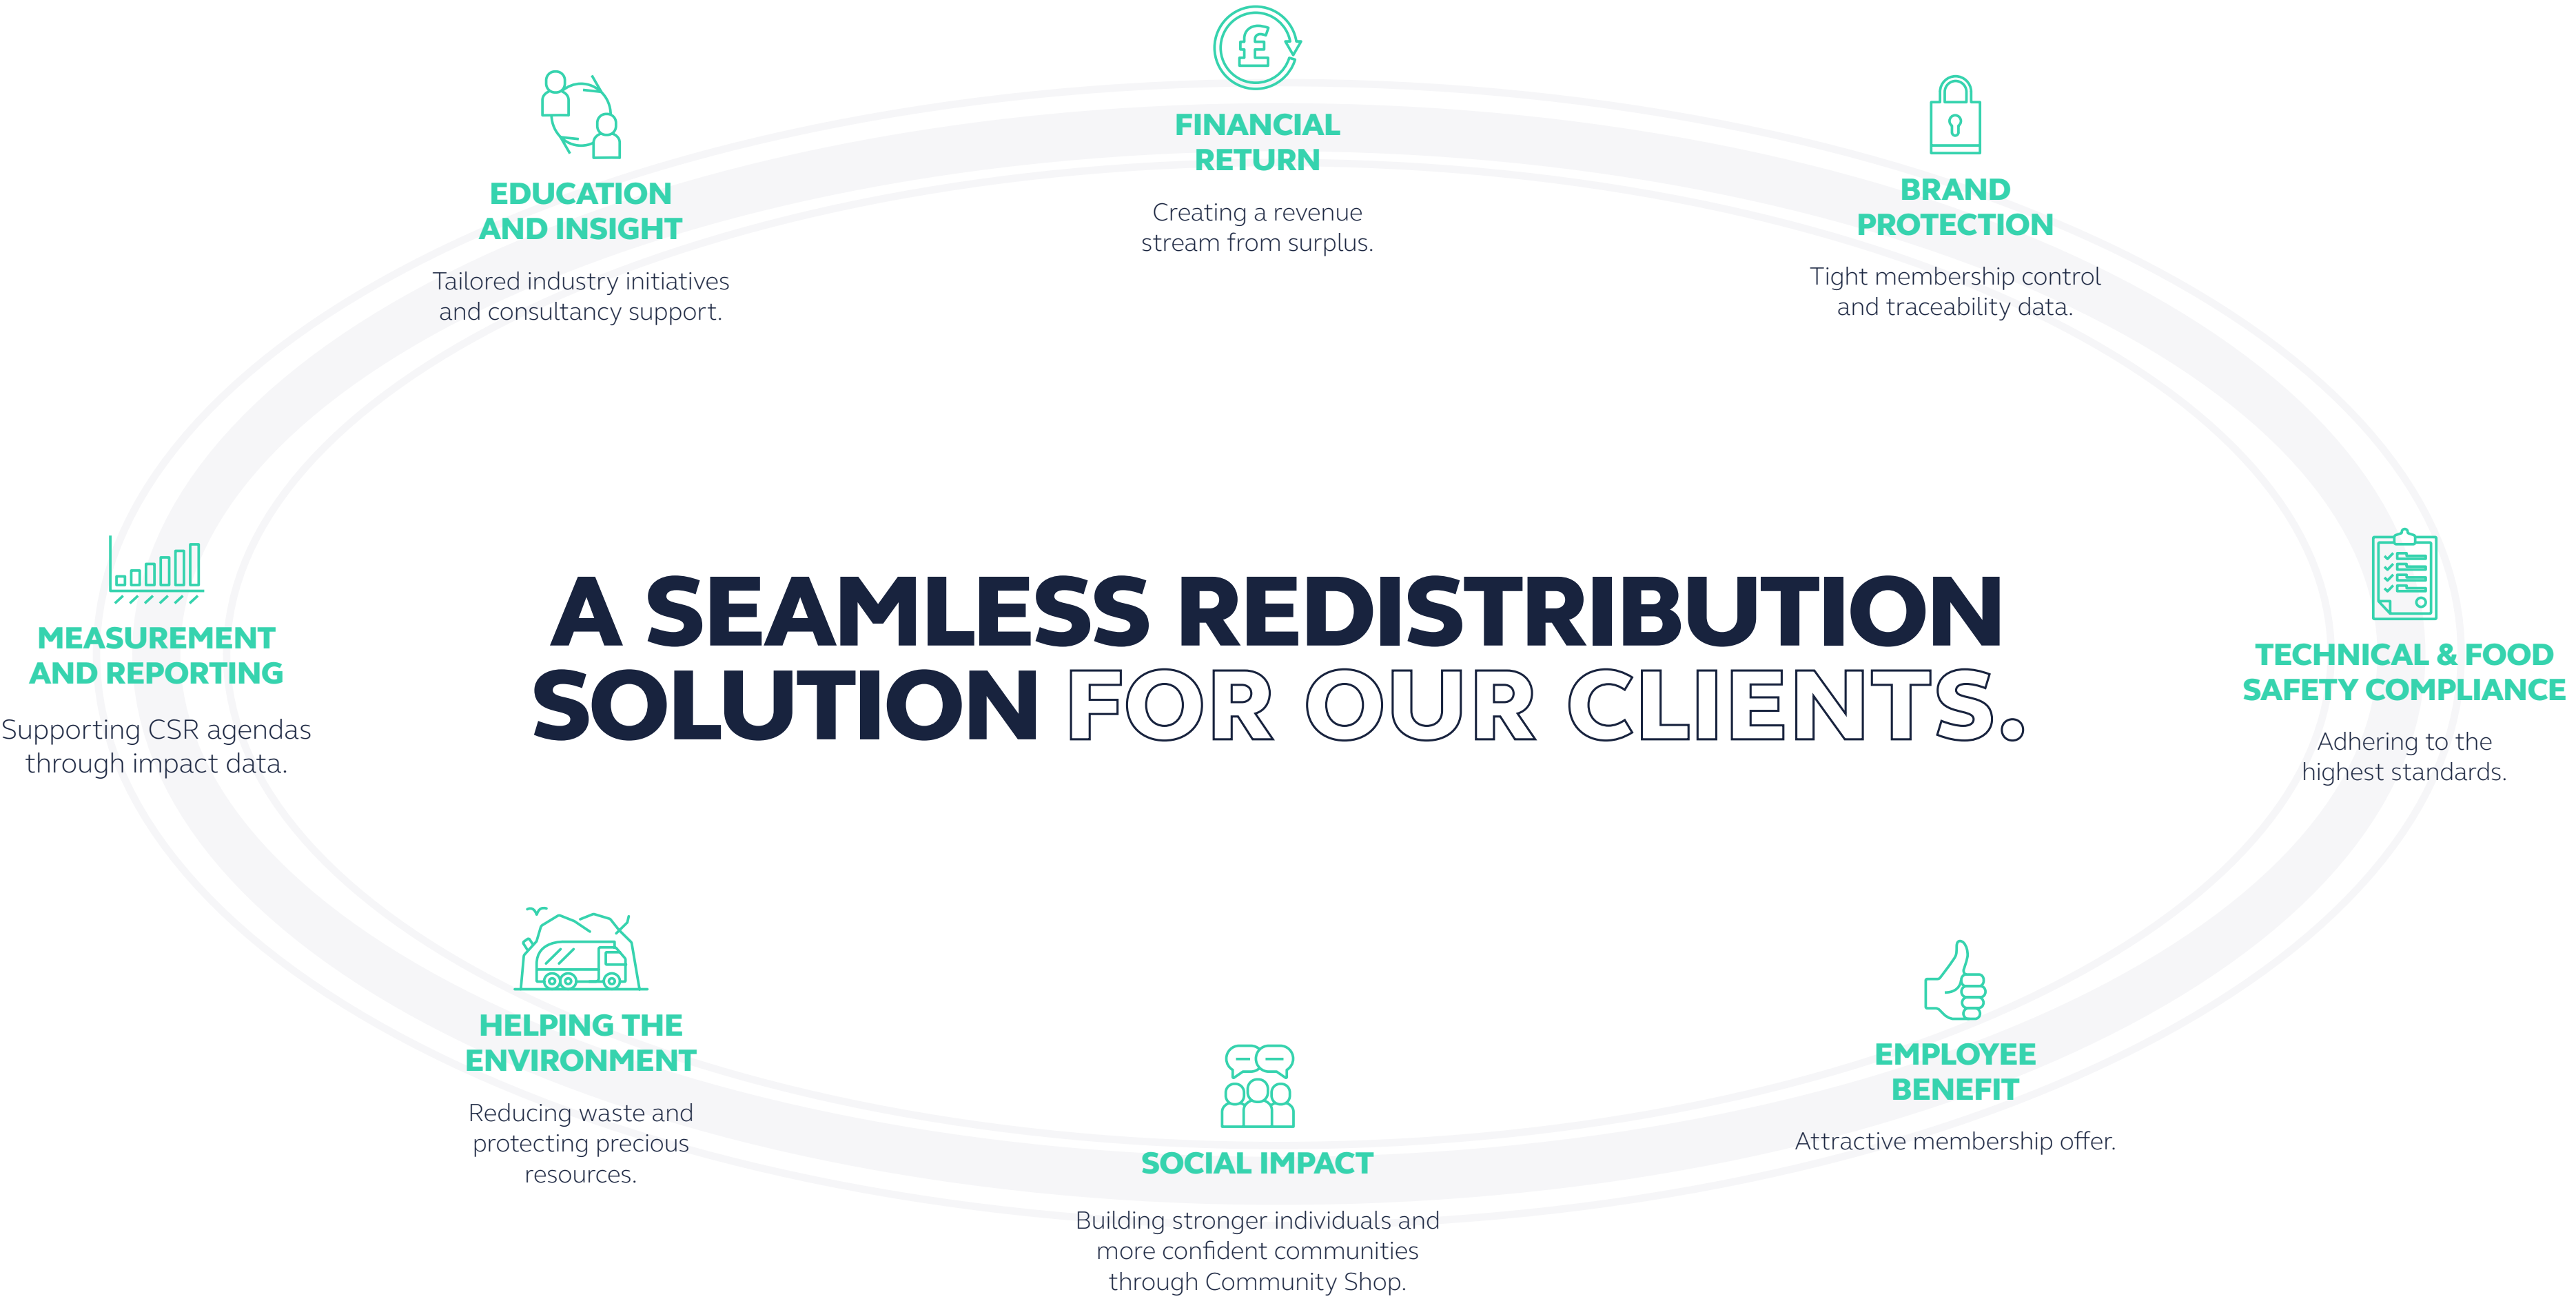 FINANCIAL
RETURN
Creating a revenue
stream from surplus.
BRAND
PROTECTION
Tight membership control
and traceability data.
TECHNICAL & FOOD
SAFETY COMPLIANCE
Adhering to the
highest standards.
EMPLOYEE
BENEFIT
Attractive membership offer.
SOCIAL IMPACT
Building stronger individuals and
more confident communities
through Community Shop.
HELPING THE
ENVIRONMENT
Reducing waste and
protecting precious
resources.
MEASUREMENT
AND REPORTING
Supporting CSR agendas
through impact data.
EDUCATION
AND INSIGHT
Tailored industry initiatives
and consultancy support.
A SEAMLESS REDISTRIBUTION
SOLUTION FOR OUR CLIENTS.
£